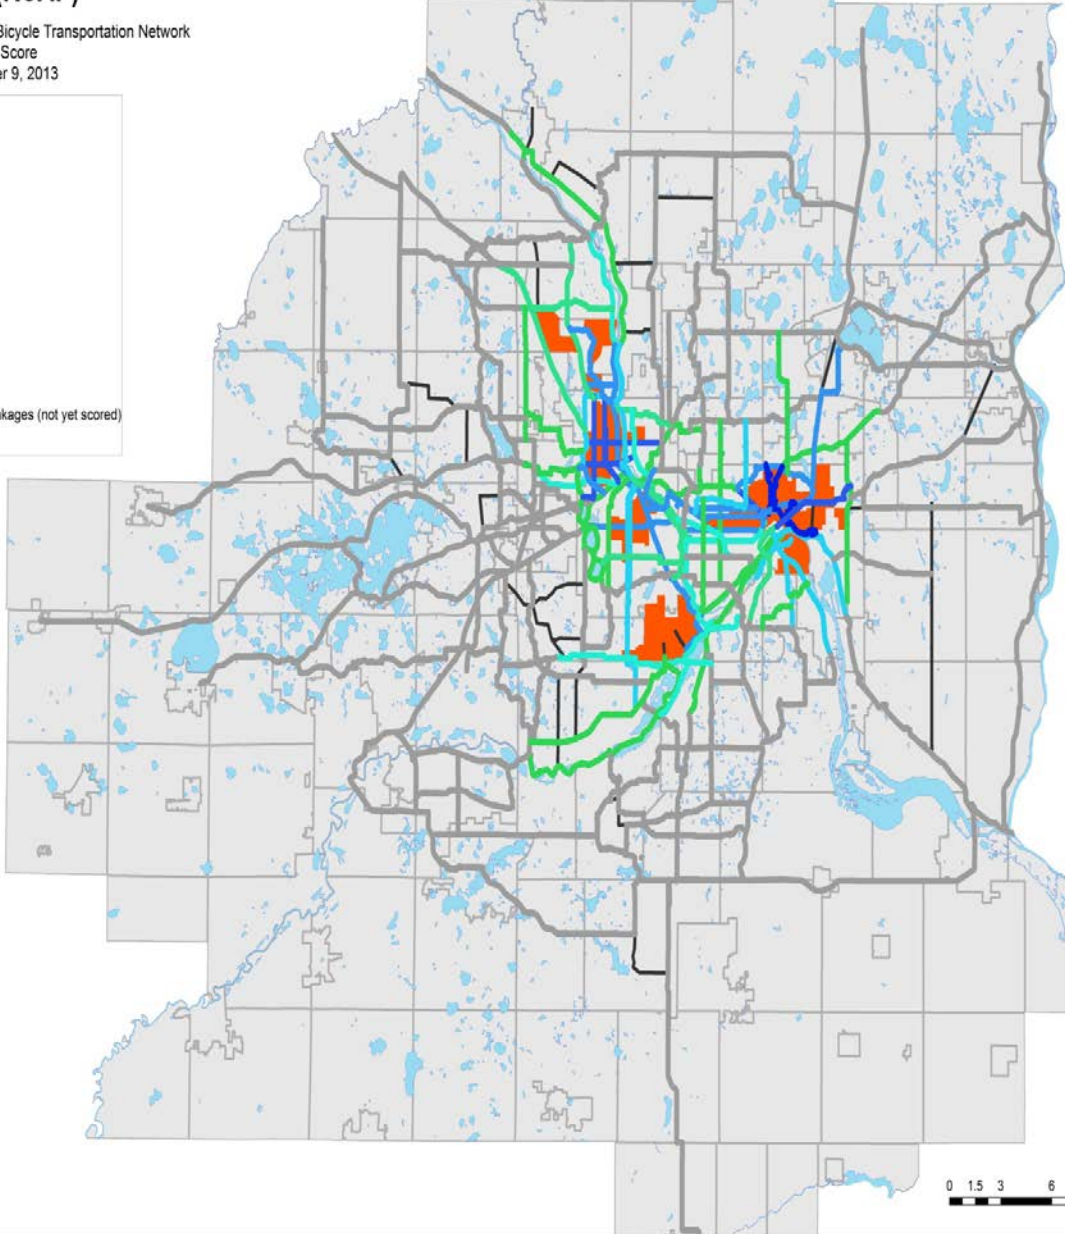 Bicycle Transportation Network
Score
er 9, 2013
kages (not yet scored)
0 1.5 3 6